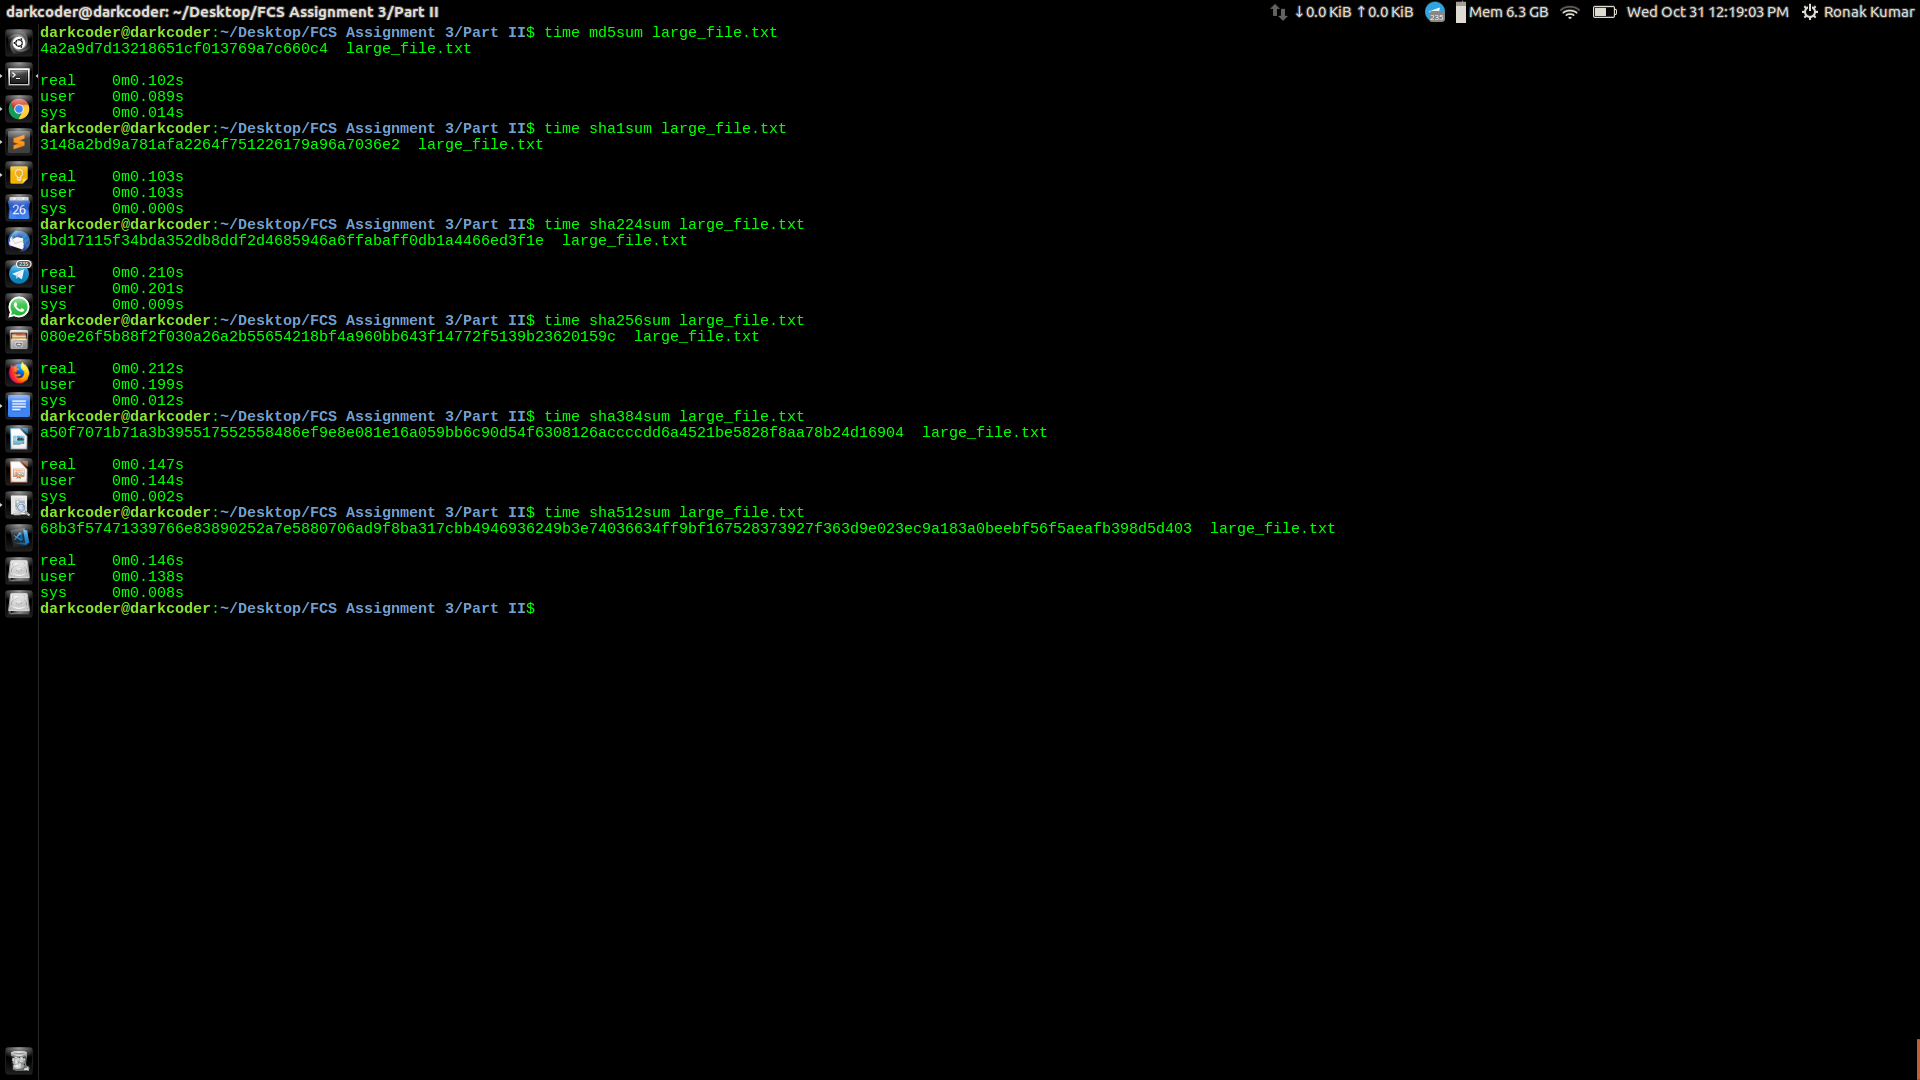 darkcoder@darkcoder: ~/Desktop/FCS Assignment 3/Part II
↓0.0 KiB ↑0.0 KiB
235
Mem 6.3 GB
Wed Oct 31 12:19:03 PM
Ronak Kumar
darkcoder@darkcoder:~/Desktop/FCS Assignment 3/Part II$ time md5sum large_file.txt
4a2a9d7d13218651cf013769a7c660c4  large_file.txt
real    0m0.102s
user    0m0.089s
sys     0m0.014s
darkcoder@darkcoder:~/Desktop/FCS Assignment 3/Part II$ time sha1sum large_file.txt
3148a2bd9a781afa2264f751226179a96a7036e2  large_file.txt
real    0m0.103s
user    0m0.103s
sys     0m0.000s
darkcoder@darkcoder:~/Desktop/FCS Assignment 3/Part II$ time sha224sum large_file.txt
3bd17115f34bda352db8ddf2d4685946a6ffabaff0db1a4466ed3f1e  large_file.txt
real    0m0.210s
user    0m0.201s
sys     0m0.009s
darkcoder@darkcoder:~/Desktop/FCS Assignment 3/Part II$ time sha256sum large_file.txt
080e26f5b88f2f030a26a2b55654218bf4a960bb643f14772f5139b23620159c  large_file.txt
real    0m0.212s
user    0m0.199s
sys     0m0.012s
darkcoder@darkcoder:~/Desktop/FCS Assignment 3/Part II$ time sha384sum large_file.txt
a50f7071b71a3b395517552558486ef9e8e081e16a059bb6c90d54f6308126accccdd6a4521be5828f8aa78b24d16904  large_file.txt
real    0m0.147s
user    0m0.144s
sys     0m0.002s
darkcoder@darkcoder:~/Desktop/FCS Assignment 3/Part II$ time sha512sum large_file.txt
68b3f57471339766e83890252a7e5880706ad9f8ba317cbb4946936249b3e74036634ff9bf167528373927f363d9e023ec9a183a0beebf56f5aeafb398d5d403  large_file.txt
real    0m0.146s
user    0m0.138s
sys     0m0.008s
darkcoder@darkcoder:~/Desktop/FCS Assignment 3/Part II$
26
235